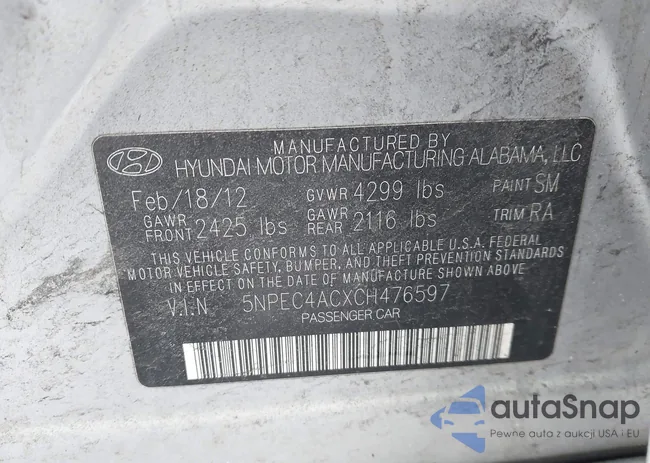 MANUFACTURED BY
HYUNDAI MOTOR MANUFACTURING ALABAMA, LLC
Feb/18/12 GVWR 4299 lbs PAINT SM
GAWR FRONT 2425 lbs GAWR REAR 2116 lbs TRIM RA
THIS VEHICLE CONFORMS TO ALL APPLICABLE U.S.A. FEDERAL
MOTOR VEHICLE SAFETY, BUMPER, AND THEFT PREVENTION STANDARDS
IN EFFECT ON THE DATE OF MANUFACTURE SHOWN ABOVE.
V.I.N 5NPEC4ACXCH476597
PASSENGER CAR
autaSnap
Pewne auta z aukcji USA i EU